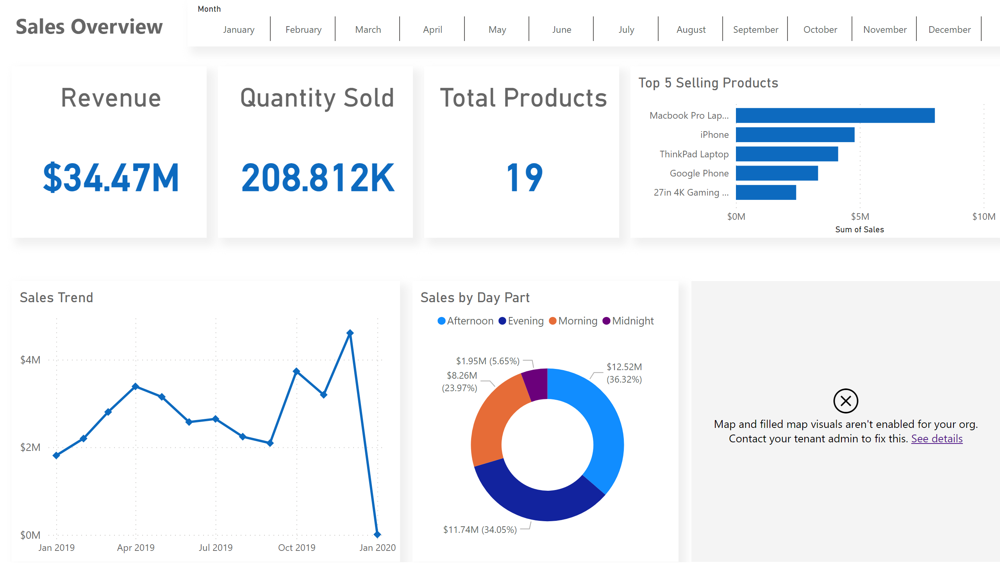 Sales Overview
Month
January February March April May June July August September October November December
Revenue
$34.47M
Quantity Sold
208.812K
Total Products
19
Top 5 Selling Products
Macbook Pro Lap...
iPhone
ThinkPad Laptop
Google Phone
27in 4K Gaming ...
$0M $5M $10M
Sum of Sales
Sales Trend
$4M
$2M
$0M
Jan 2019 Apr 2019 Jul 2019 Oct 2019 Jan 2020
Sales by Day Part
Afternoon Evening Morning Midnight
$1.95M (5.65%)
$8.26M
(23.97%)
$12.52M
(36.32%)
$11.74M (34.05%)
Map and filled map visuals aren't enabled for your org.
Contact your tenant admin to fix this. See details